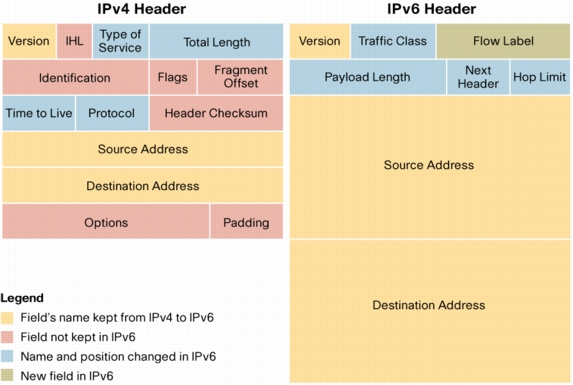 IPv4 Header
IPv6 Header
Version
IHL
Type of
Service
Total Length
Identification
Flags
Fragment
Offset
Time to Live
Protocol
Header Checksum
Source Address
Destination Address
Options
Padding
Version
Traffic Class
Flow Label
Payload Length
Next
Header
Hop Limit
Source Address
Destination Address
Legend
Field's name kept from IPv4 to IPv6
Field not kept in IPv6
Name and position changed in IPv6
New field in IPv6